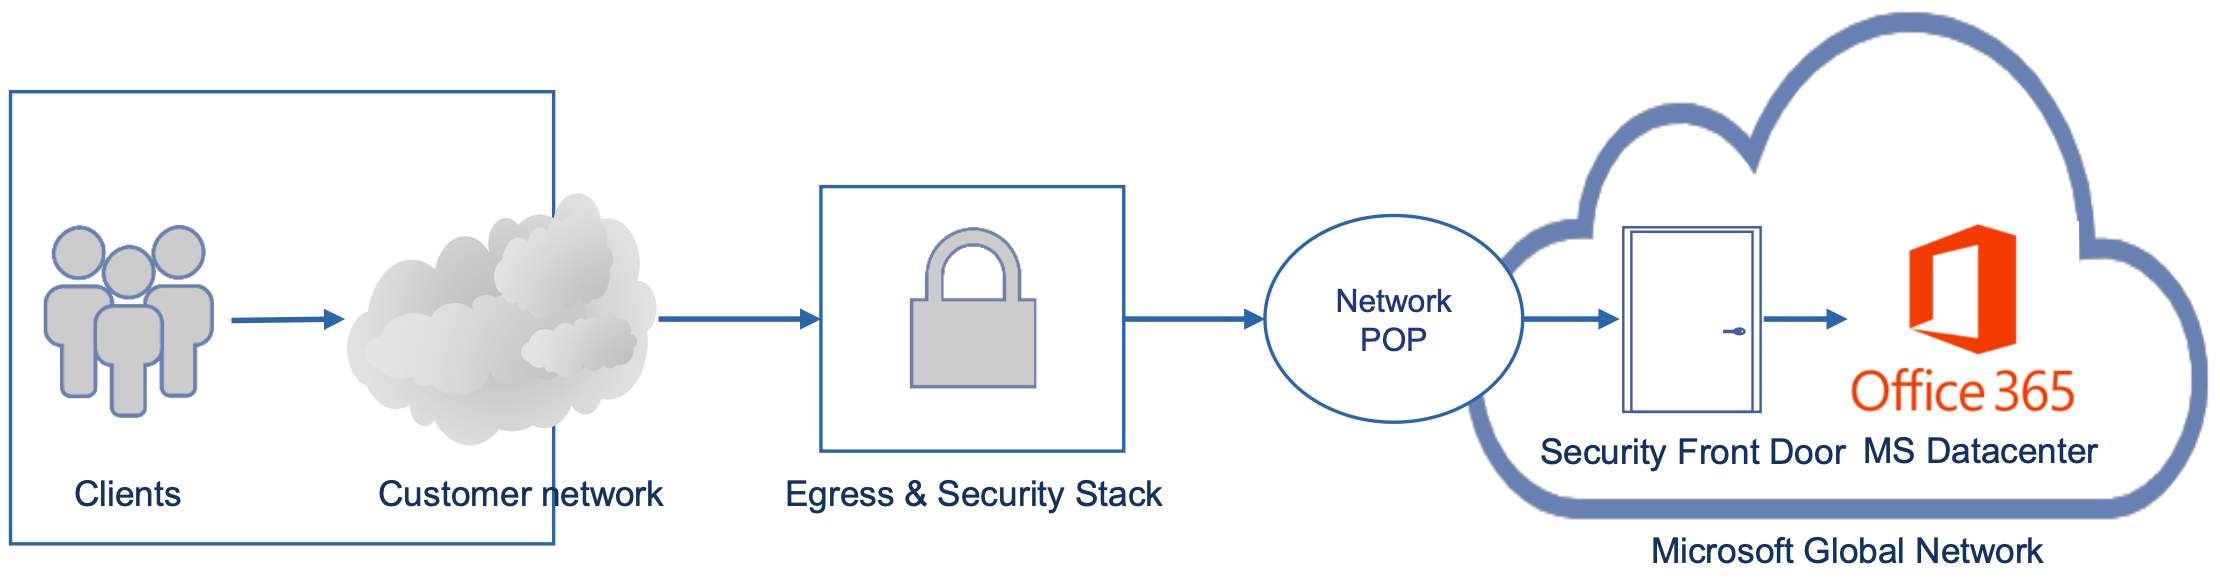 Clients
Customer network
Egress & Security Stack
Network
POP
Security Front Door
Office 365
MS Datacenter
Microsoft Global Network